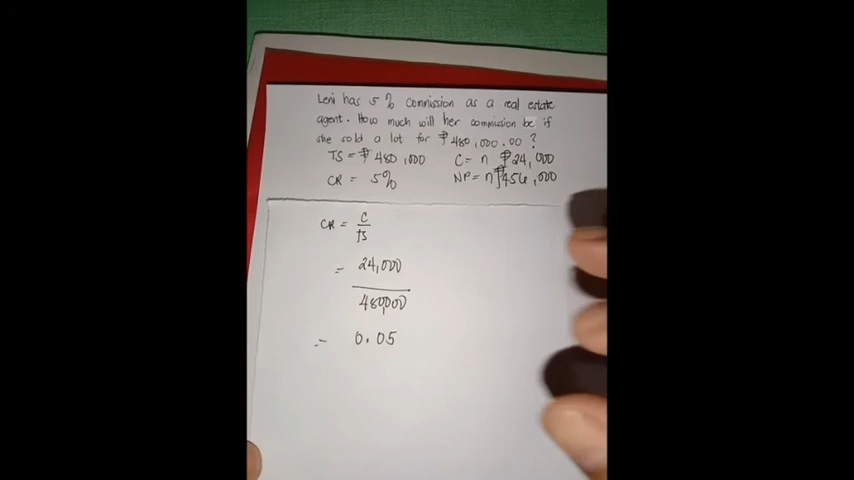 Leni has 5% commission as a real estate
agent. How much will her commission be if
she sold a lot for ₱480,000.00?
TS = ₱480,000 C = n ₱24,000
CR = 5% NP = n ₱456,000
CR = C/TS
= 24,000
480,000
= 0.05